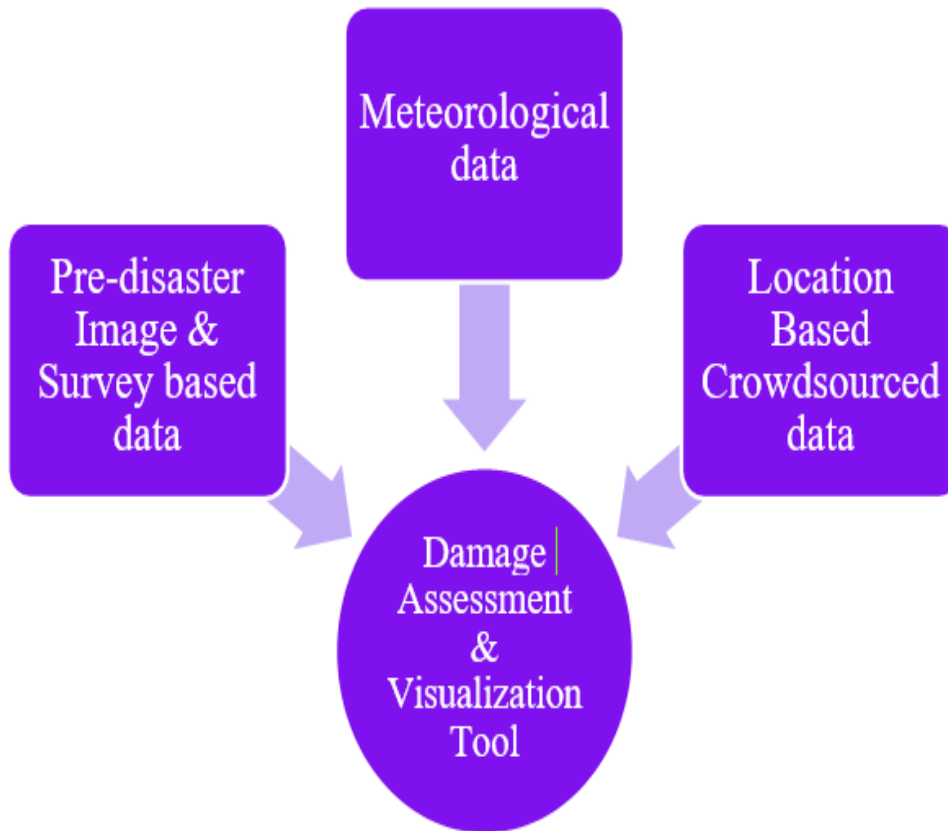 Meteorological
data
Pre-disaster
Image &
Survey based
data
Location
Based
Crowdsourced
data
Damage
Assessment
&
Visualization
Tool